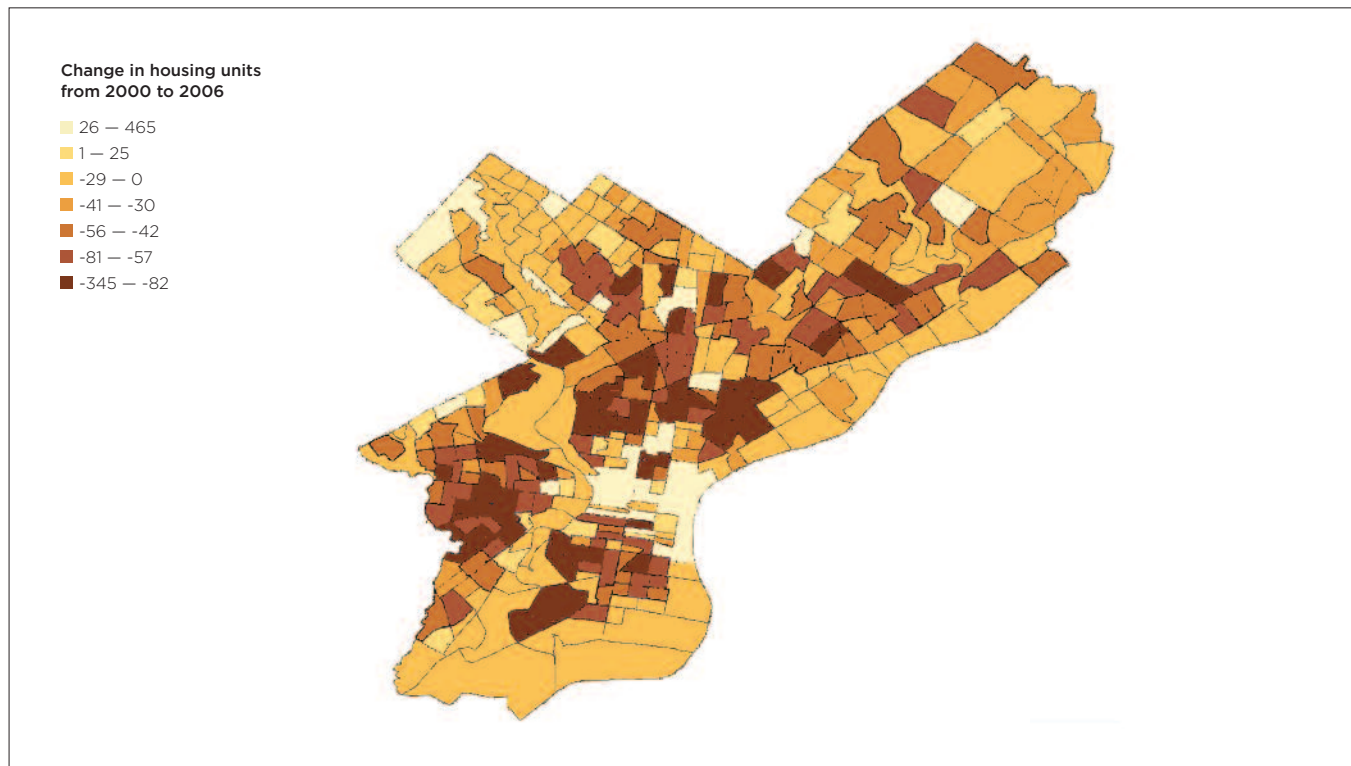 Change in housing units
from 2000 to 2006
26 — 465
1 — 25
-29 — 0
-41 — -30
-56 — -42
-81 — -57
-345 — -82